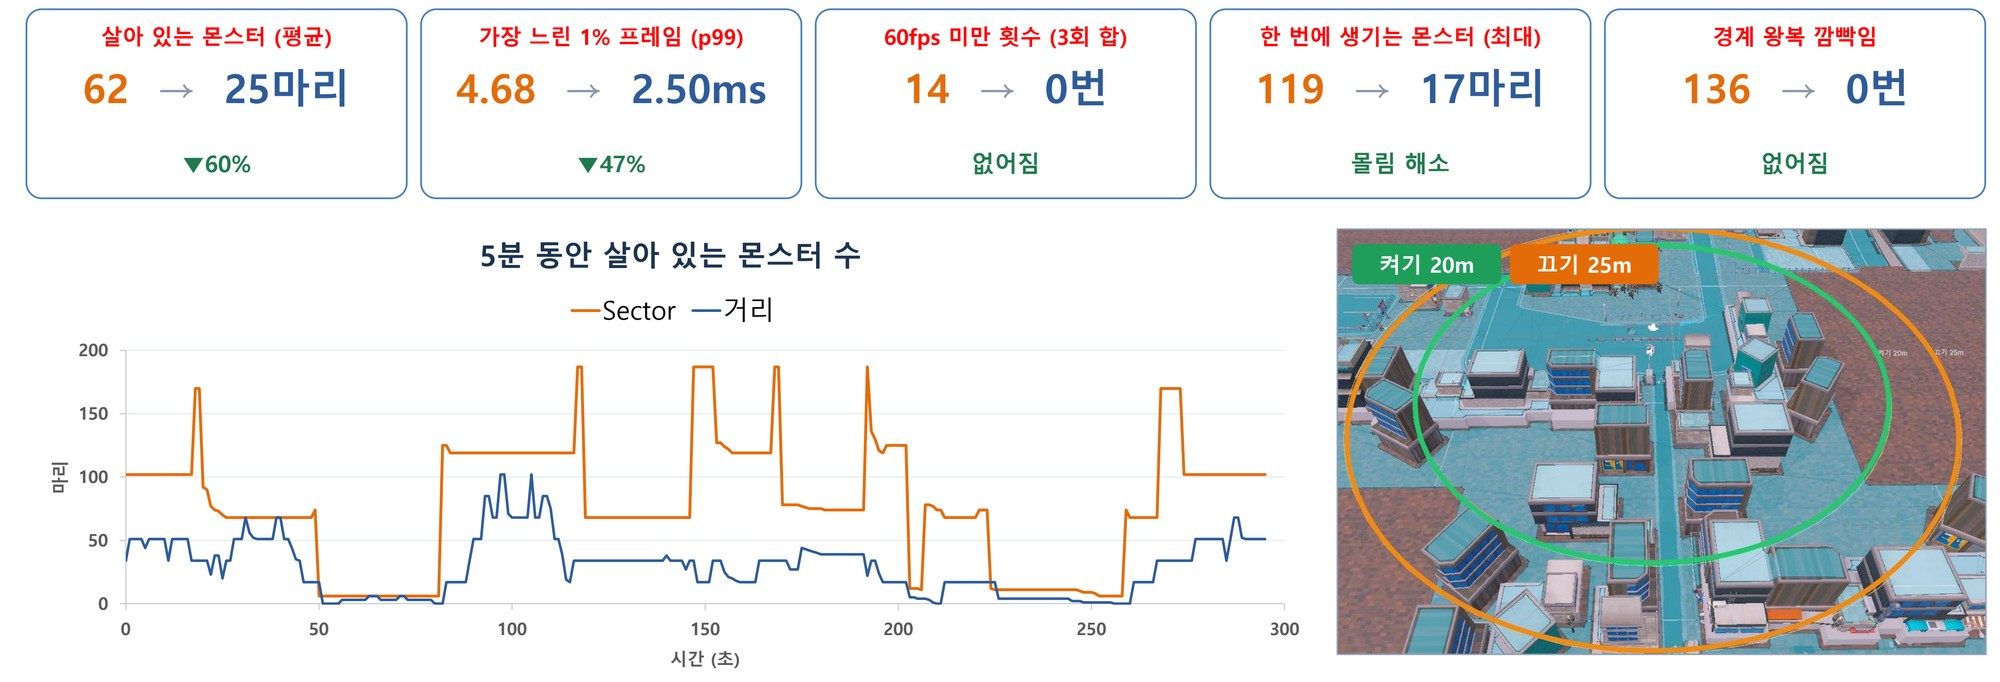 살아 있는 몬스터 (평균)
62 → 25마리
▼60%
가장 느린 1% 프레임 (p99)
4.68 → 2.50ms
▼47%
60fps 미만 횟수 (3회 합)
14 → 0번
없어짐
한 번에 생기는 몬스터 (최대)
119 → 17마리
몰림 해소
경계 왕복 깜빡임
136 → 0번
없어짐
5분 동안 살아 있는 몬스터 수
Sector 거리
200
150
100
50
0
마리
0 50 100 150 200 250 300
시간 (초)
켜기 20m 끄기 25m
켜기 20m 끄기 25m